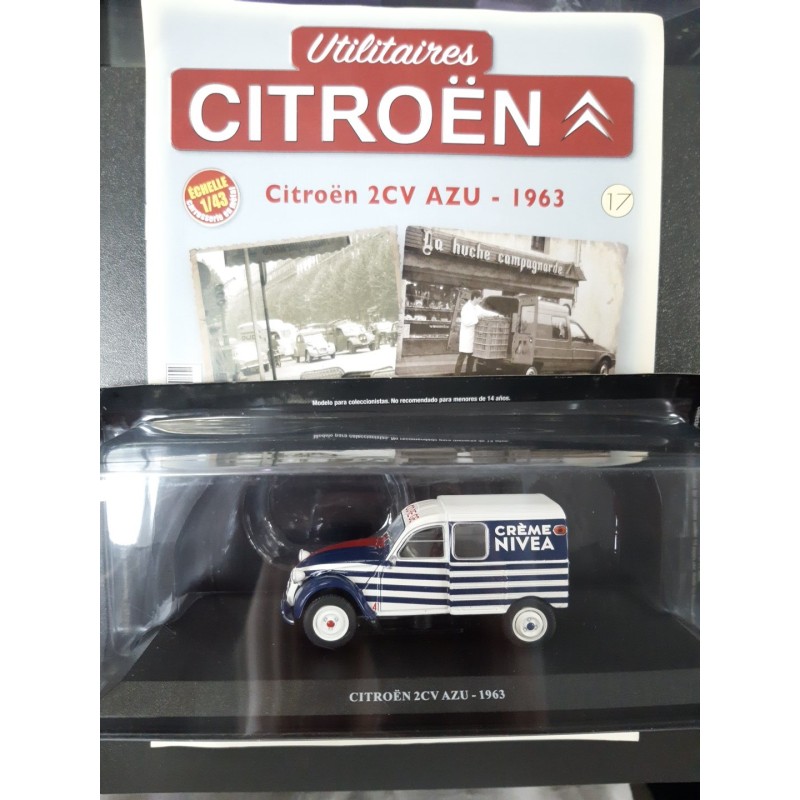 Utilitaires
CITROËN
ÉCHELLE
1/43
Citroën 2CV AZU - 1963
17
La huche campagnarde
Modelo para coleccionistas. No recomendado para menores de 14 años.
CRÈME
NIVEA
4
CITROËN 2CV AZU - 1963